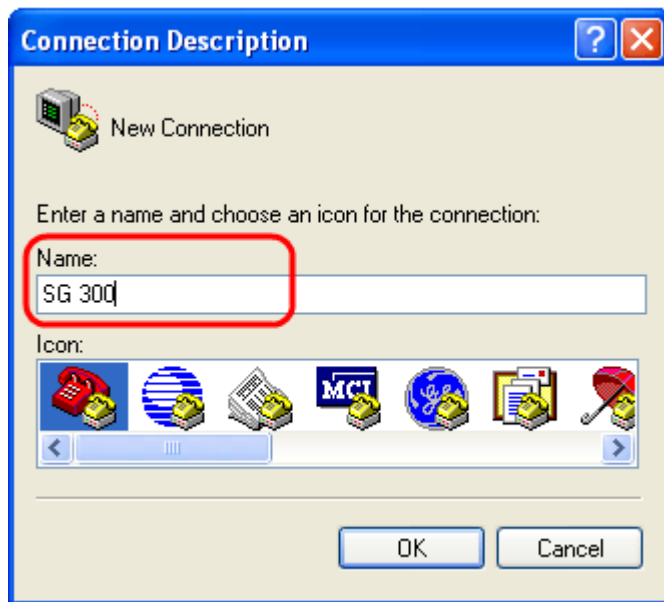 Connection Description
New Connection
Enter a name and choose an icon for the connection:
Name:
SG 300
Icon:
MCI
OK Cancel